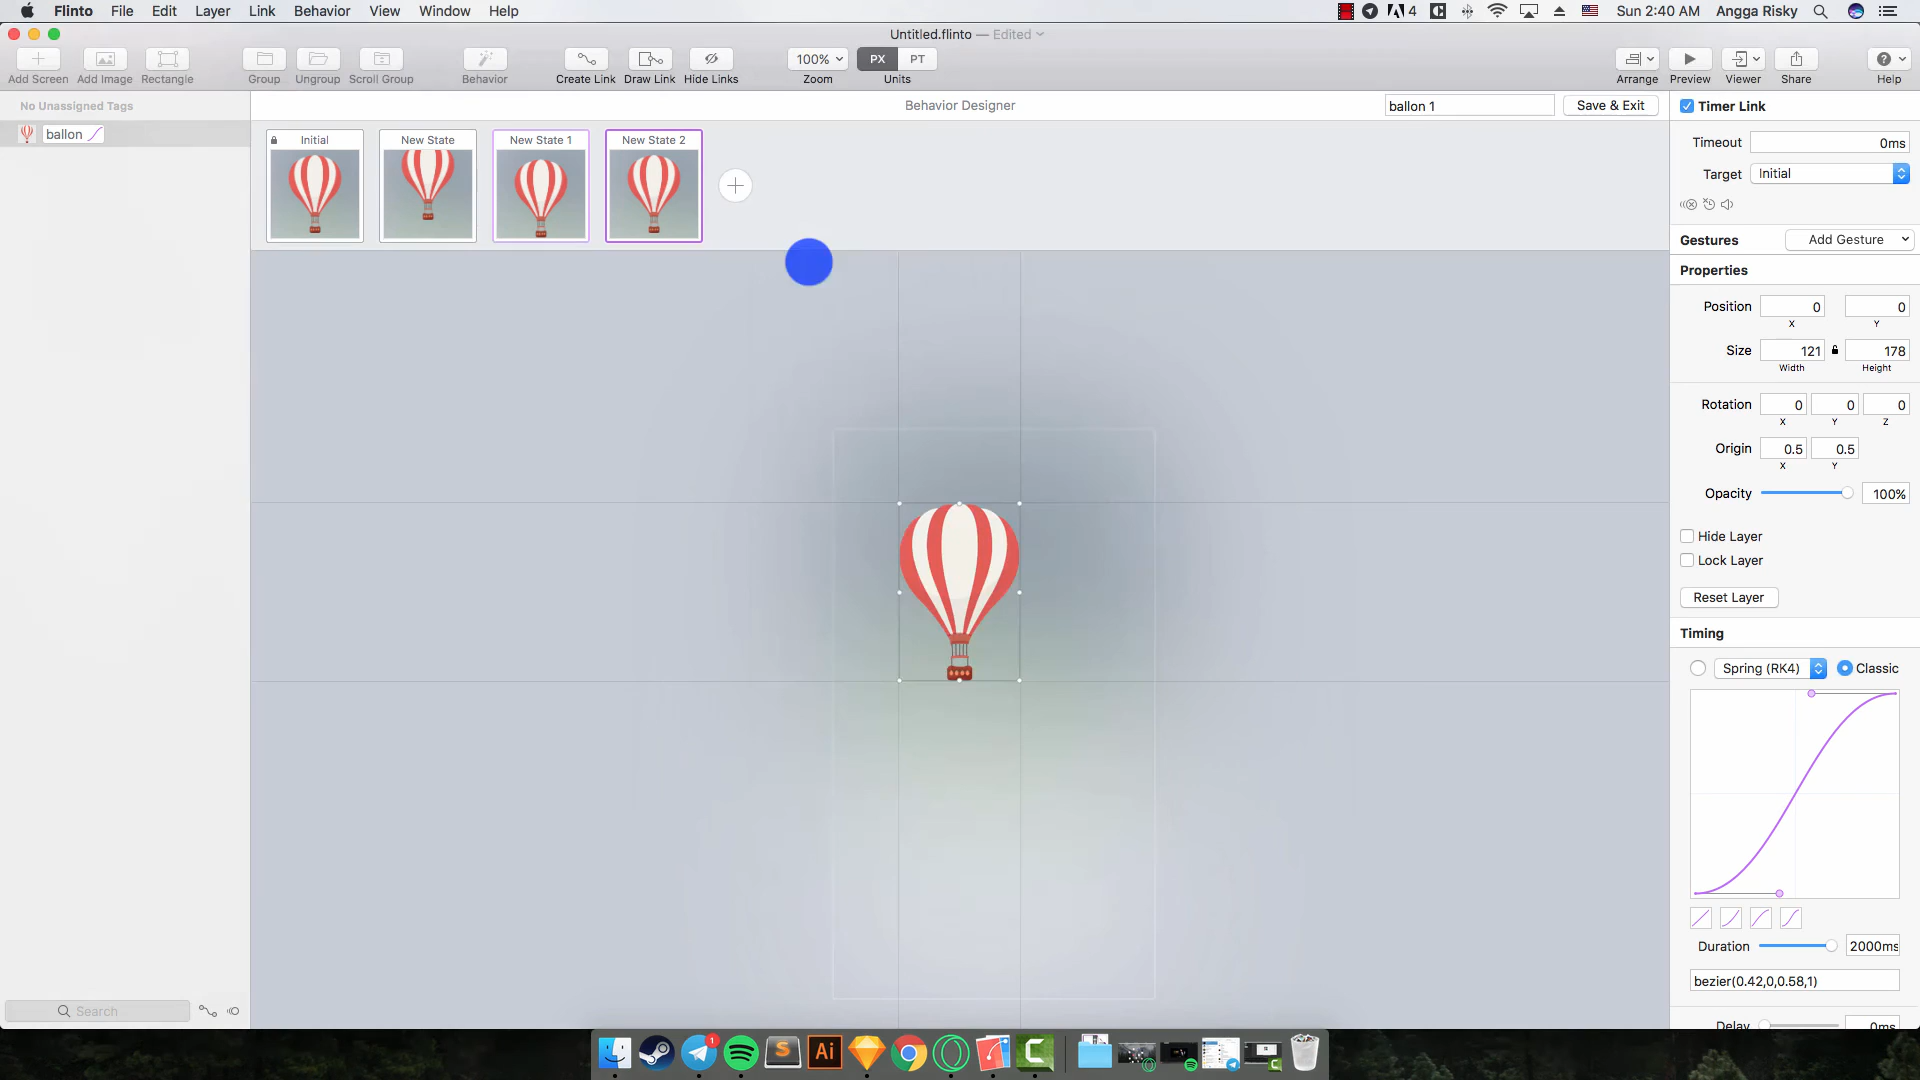 Flinto File Edit Layer Link Behavior View Window Help
4 Sun 2:40 AM Angga Risky
Untitled.flinto — Edited
100% PX PT
Add Screen Add Image Rectangle Group Ungroup Scroll Group Behavior Create Link Draw Link Hide Links Zoom Units Arrange Preview Viewer Share Help
No Unassigned Tags
Behavior Designer
ballon 1
Save & Exit
Timer Link
ballon
Initial
New State
New State 1
New State 2
Timeout 0ms
Target Initial
Gestures Add Gesture
Properties
Position 0 0
X Y
Size 121 178
Width Height
Rotation 0 0 0
X Y Z
Origin 0.5 0.5
X Y
Opacity 100%
Hide Layer
Lock Layer
Reset Layer
Timing
Spring (RK4) Classic
Duration 2000ms
bezier(0.42,0,0.58,1)
Delay 0ms
Search
1
S
Ai
C